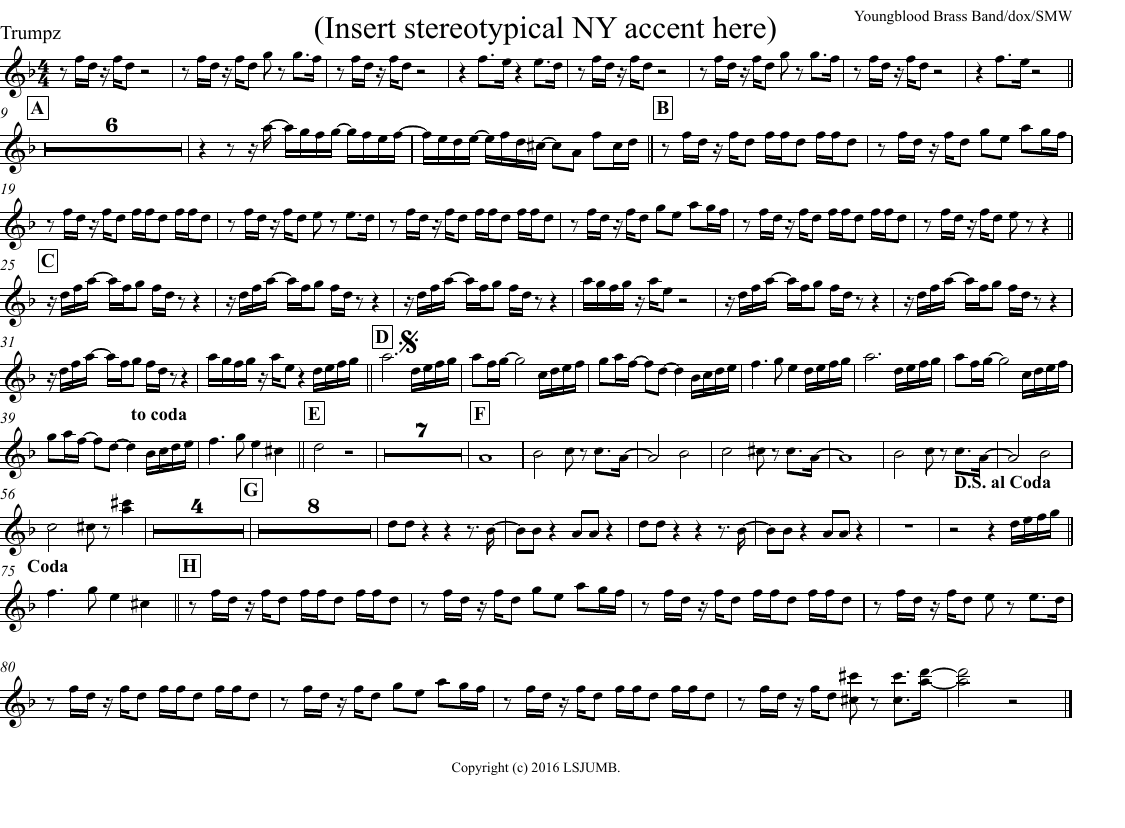 Youngblood Brass Band/dox/SMW
(Insert stereotypical NY accent here)
Trumpz
4
4
9
A
6
B
19
25
C
31
D
39
to coda
E
7
F
56
4
G
8
D.S. al Coda
75
Coda
H
80
Copyright (c) 2016 LSJUMB.